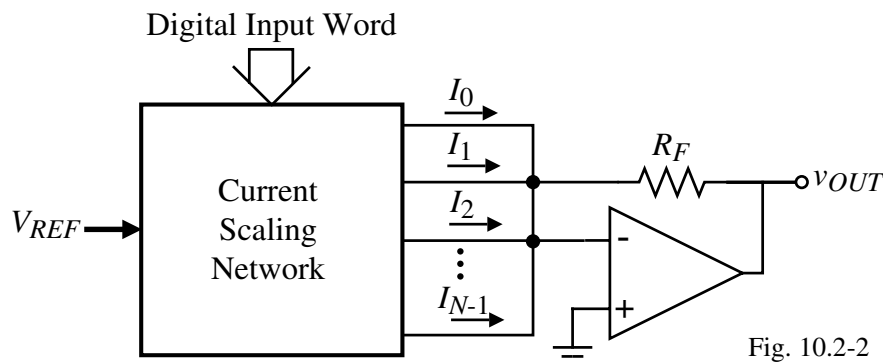 Digital Input Word
I0
I1
RF
vOUT
Current
Scaling
Network
VREF
I2
-
IN-1
+
Fig. 10.2-2